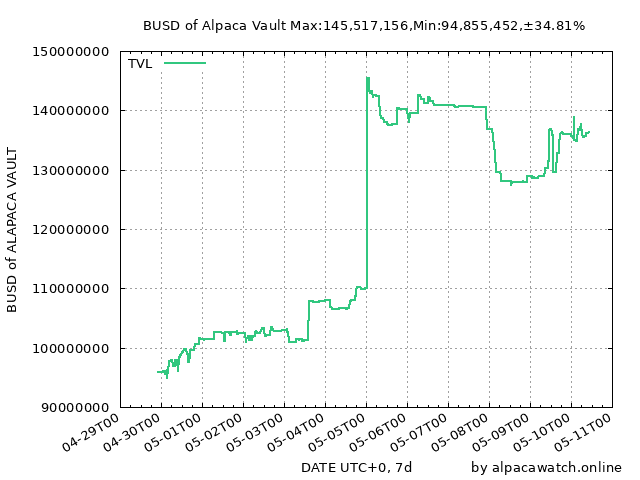 BUSD of Alpaca Vault Max:145,517,156,Min:94,855,452,±34.81%
TVL
150000000
140000000
130000000
120000000
110000000
100000000
90000000
BUSD of ALAPACA VAULT
04-29T00
04-30T00
05-01T00
05-02T00
05-03T00
05-04T00
05-05T00
05-06T00
05-07T00
05-08T00
05-09T00
05-10T00
05-11T00
DATE UTC+0, 7d
by alpacawatch.online